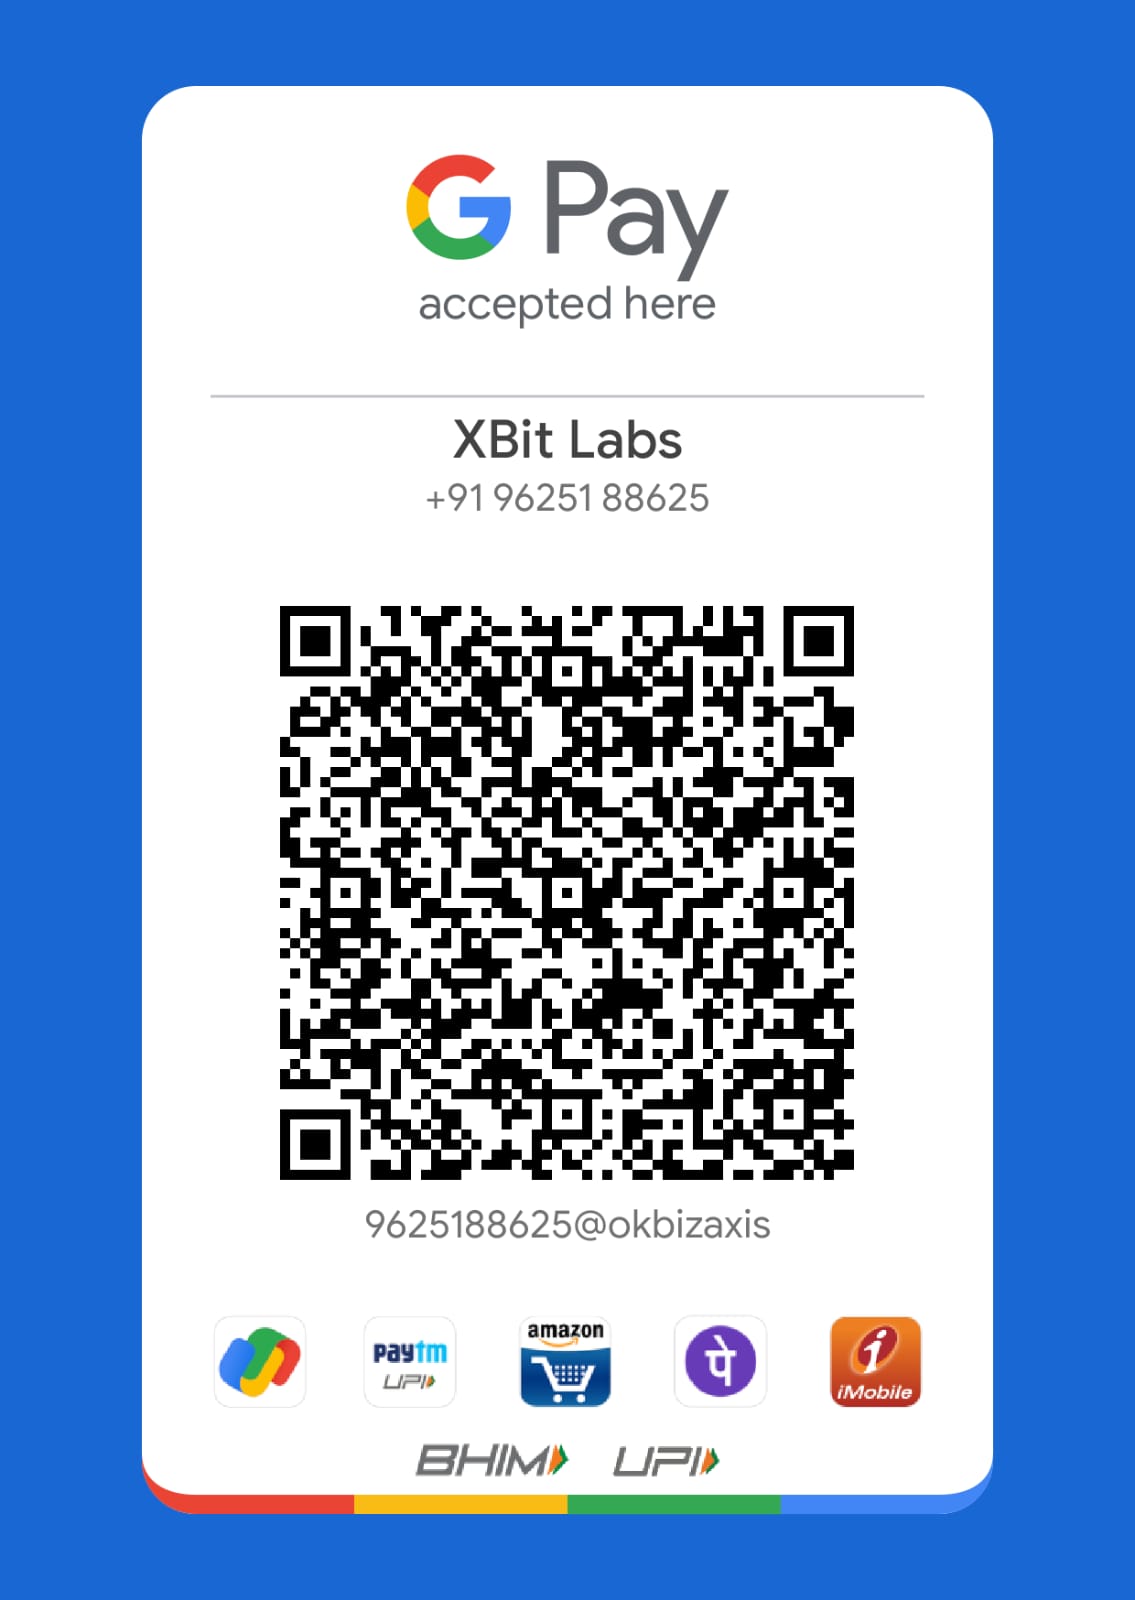 G Pay
accepted here
XBit Labs
+91 96251 88625
9625188625@okbizaxis
paytm
UPI
amazon
पे
i
iMobile
BHIM UPI